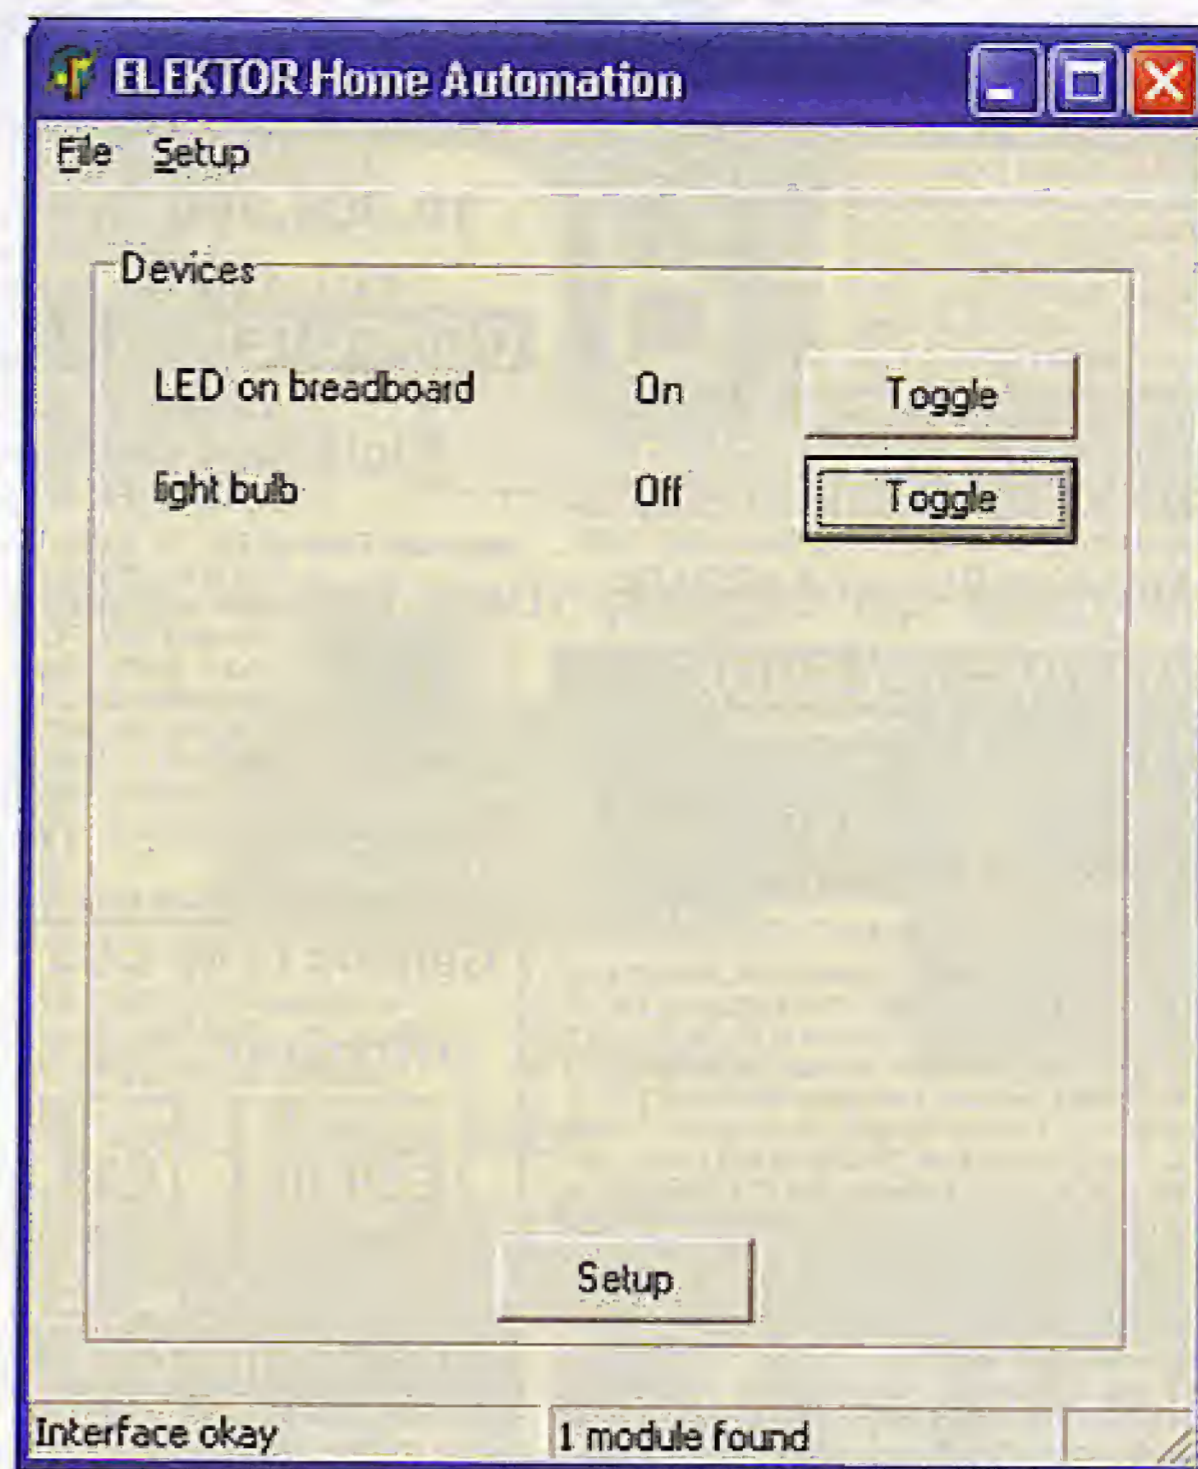 ELEKTOR Home Automation
File Setup
Devices
LED on breadboard On Toggle
light bulb Off Toggle
Setup
Interface okay 1 module found